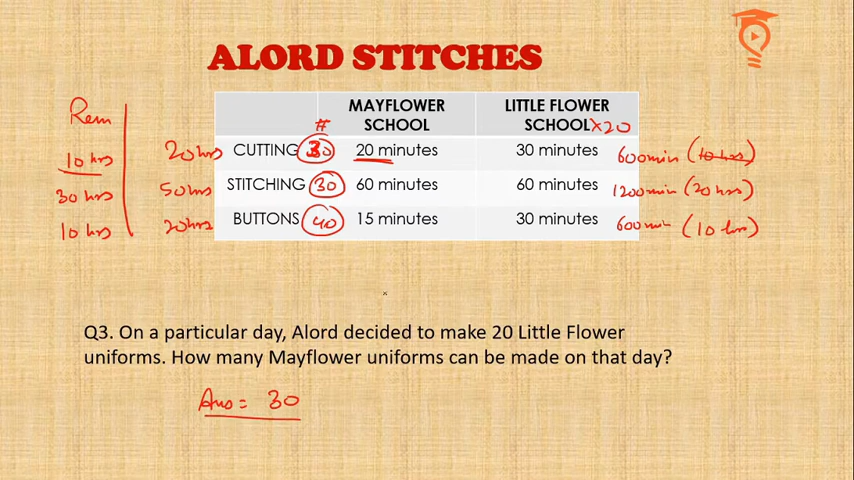 ALORD STITCHES
Rem
#
MAYFLOWER SCHOOL
LITTLE FLOWER SCHOOL ×20
10 hrs 20 hrs CUTTING 30 20 minutes 30 minutes 600 min (10 hrs)
30 hrs 50 hrs STITCHING 30 60 minutes 60 minutes 1200 min (20 hrs)
10 hrs 20 hrs BUTTONS 40 15 minutes 30 minutes 600 min (10 hrs)
Q3. On a particular day, Alord decided to make 20 Little Flower
uniforms. How many Mayflower uniforms can be made on that day?
Ans = 30